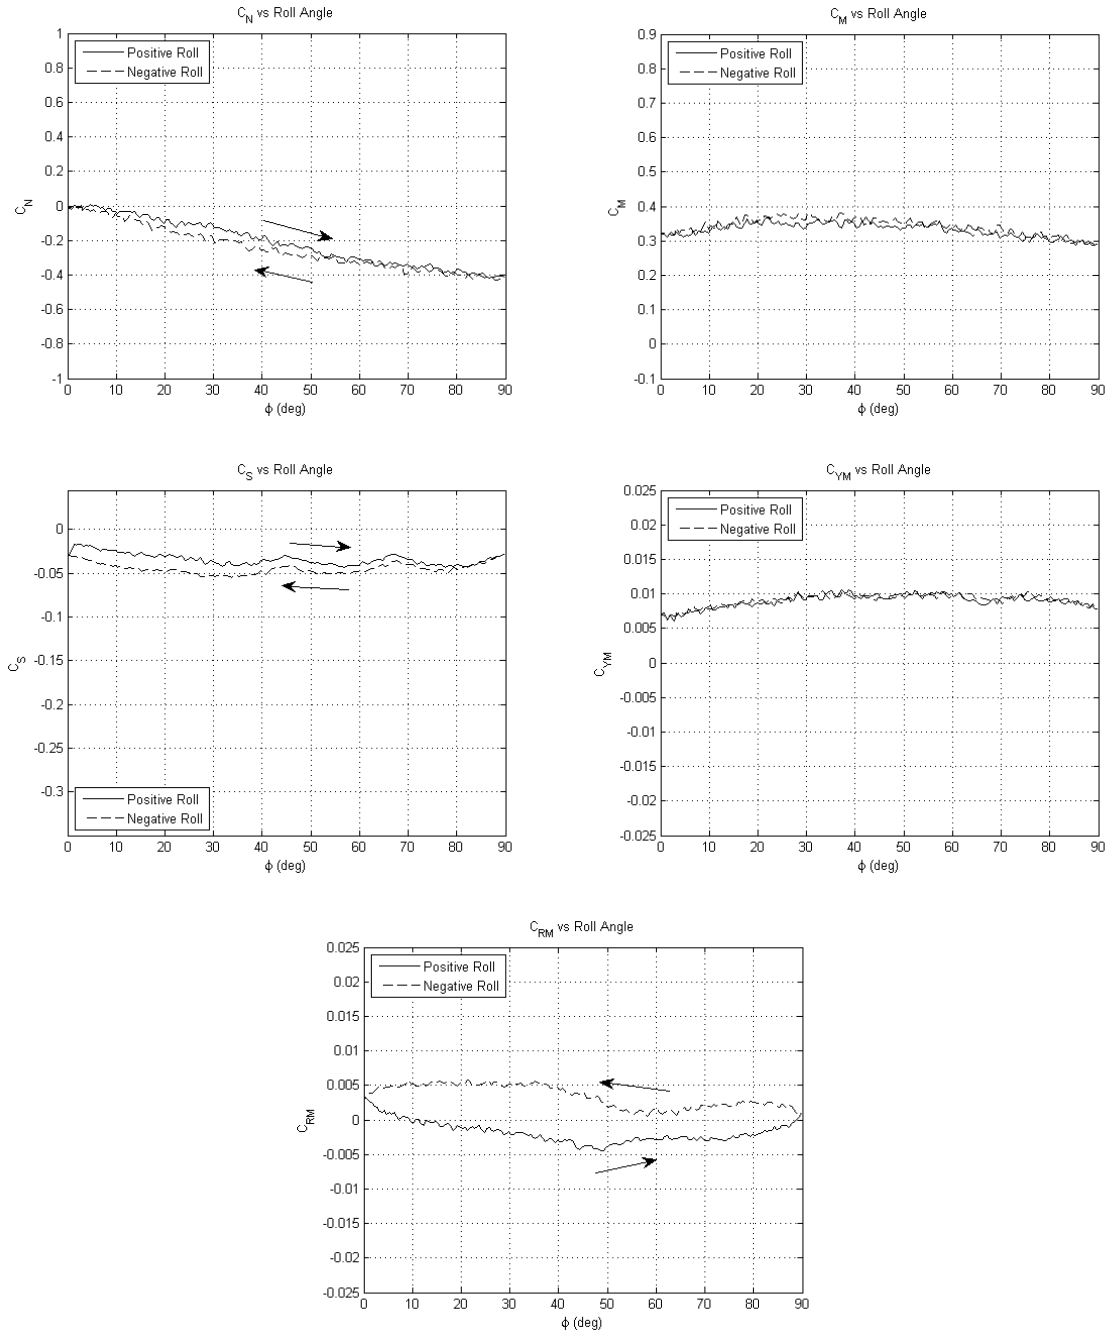 C_N vs Roll Angle
1
0.8
0.6
0.4
0.2
0
-0.2
-0.4
-0.6
-0.8
-1
C_N
Positive Roll
Negative Roll
0 10 20 30 40 50 60 70 80 90
ϕ (deg)
C_M vs Roll Angle
0.9
0.8
0.7
0.6
0.5
0.4
0.3
0.2
0.1
0
-0.1
C_M
Positive Roll
Negative Roll
0 10 20 30 40 50 60 70 80 90
ϕ (deg)
C_S vs Roll Angle
0
-0.05
-0.1
-0.15
-0.2
-0.25
-0.3
C_S
Positive Roll
Negative Roll
0 10 20 30 40 50 60 70 80 90
ϕ (deg)
C_YM vs Roll Angle
0.025
0.02
0.015
0.01
0.005
0
-0.005
-0.01
-0.015
-0.02
-0.025
C_YM
Positive Roll
Negative Roll
0 10 20 30 40 50 60 70 80 90
ϕ (deg)
C_RM vs Roll Angle
0.025
0.02
0.015
0.01
0.005
0
-0.005
-0.01
-0.015
-0.02
-0.025
C_RM
Positive Roll
Negative Roll
0 10 20 30 40 50 60 70 80 90
ϕ (deg)